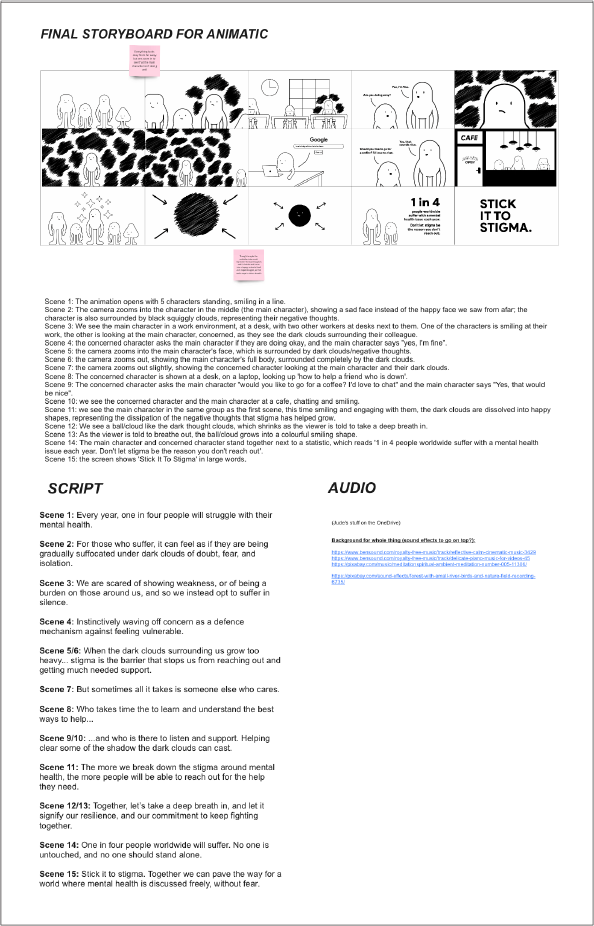 FINAL STORYBOARD FOR ANIMATIC
Are you doing okay?
Yes, I'm fine.
Google
CAFE
OPEN
1 in 4
people worldwide
suffer with a mental
health issue each year.
Don't let stigma be
the reason you don't
reach out.
STICK
IT TO
STIGMA.
Scene 1: The animation opens with 5 characters standing, smiling in a line.
Scene 2: The camera zooms into the character in the middle (the main character), showing a sad face instead of the happy face we saw from afar; the
character is also surrounded by black squiggly clouds, representing their negative thoughts.
Scene 3: We see the main character in a work environment, at a desk, with two other workers at desks next to them. One of the characters is smiling at their
work, the other is looking at the main character, concerned, as they see the dark clouds surrounding their colleague.
Scene 4: the concerned character asks the main character if they are doing okay, and the main character says "yes, I'm fine".
Scene 5: the camera zooms into the main character's face, which is surrounded by dark clouds/negative thoughts.
Scene 6: the camera zooms out, showing the main character's full body, surrounded completely by the dark clouds.
Scene 7: the camera zooms out slightly, showing the concerned character looking at the main character and their dark clouds.
Scene 8: The concerned character is shown at a desk, on a laptop, looking up 'how to help a friend who is down'.
Scene 9: The concerned character asks the main character "would you like to go for a coffee? I'd love to chat" and the main character says "Yes, that would
be nice".
Scene 10: we see the concerned character and the main character at a cafe, chatting and smiling.
Scene 11: we see the main character in the same group as the first scene, this time smiling and engaging with them, the dark clouds are dissolved into happy
shapes, representing the dissipation of the negative thoughts that stigma has helped grow.
Scene 12: We see a ball/cloud like the dark thought clouds, which shrinks as the viewer is told to take a deep breath in.
Scene 13: As the viewer is told to breathe out, the ball/cloud grows into a colourful smiling shape.
Scene 14: The main character and concerned character stand together next to a statistic, which reads '1 in 4 people worldwide suffer with a mental health
issue each year. Don't let stigma be the reason you don't reach out'.
Scene 15: the screen shows 'Stick It To Stigma' in large words.
SCRIPT
Scene 1: Every year, one in four people will struggle with their
mental health.
Scene 2: For those who suffer, it can feel as if they are being
gradually suffocated under dark clouds of doubt, fear, and
isolation.
Scene 3: We are scared of showing weakness, or of being a
burden on those around us, and so we instead opt to suffer in
silence.
Scene 4: Instinctively waving off concern as a defence
mechanism against feeling vulnerable.
Scene 5/6: When the dark clouds surrounding us grow too
heavy... stigma is the barrier that stops us from reaching out and
getting much needed support.
Scene 7: But sometimes all it takes is someone else who cares.
Scene 8: Who takes time the to learn and understand the best
ways to help...
Scene 9/10: ...and who is there to listen and support. Helping
clear some of the shadow the dark clouds can cast.
Scene 11: The more we break down the stigma around mental
health, the more people will be able to reach out for the help
they need.
Scene 12/13: Together, let's take a deep breath in, and let it
signify our resilience, and our commitment to keep fighting
together.
Scene 14: One in four people worldwide will suffer. No one is
untouched, and no one should stand alone.
Scene 15: Stick it to stigma. Together we can pave the way for a
world where mental health is discussed freely, without fear.
AUDIO
(Jude's stuff on the OneDrive)
Background for whole thing (sound effects to go on top?):